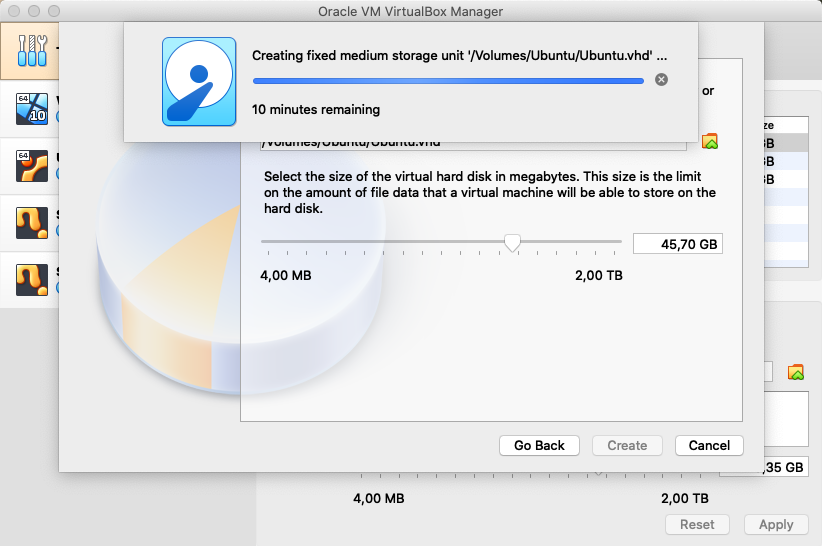 Oracle VM VirtualBox Manager
Creating fixed medium storage unit '/Volumes/Ubuntu/Ubuntu.vhd' ...
10 minutes remaining
or
/Volumes/Ubuntu/Ubuntu.vhd
Select the size of the virtual hard disk in megabytes. This size is the limit
on the amount of file data that a virtual machine will be able to store on the
hard disk.
45,70 GB
4,00 MB
2,00 TB
Go Back
Create
Cancel
64
10
64
ze
GB
GB
GB
,35 GB
4,00 MB
2,00 TB
Reset
Apply